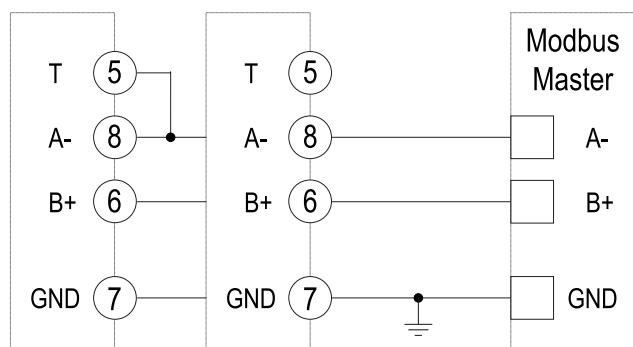 Modbus
Master
T 5 T 5
A- 8 A- 8 A-
B+ 6 B+ 6 B+
GND 7 GND 7 GND